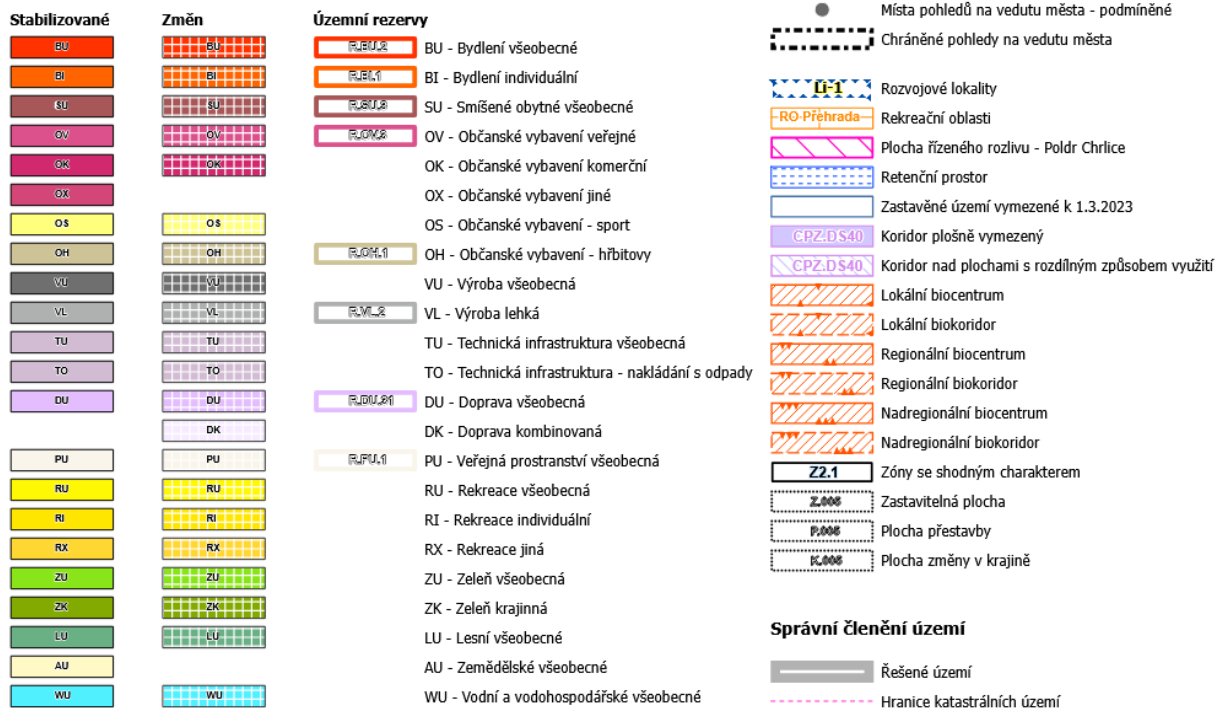 Stabilizované Změn Územní rezervy
BU BU R.BU.2 BU - Bydlení všeobecné
BI BI R.BI.1 BI - Bydlení individuální
SU SU R.SU.3 SU - Smíšené obytné všeobecné
OV OV R.OV.3 OV - Občanské vybavení veřejné
OK OK OK - Občanské vybavení komerční
OX OX - Občanské vybavení jiné
OS OS OS - Občanské vybavení - sport
OH OH R.OH.1 OH - Občanské vybavení - hřbitovy
VU VU VU - Výroba všeobecná
VL VL R.VL.2 VL - Výroba lehká
TU TU TU - Technická infrastruktura všeobecná
TO TO TO - Technická infrastruktura - nakládání s odpady
DU DU R.DU.31 DU - Doprava všeobecná
DK DK - Doprava kombinovaná
PU PU R.PU.1 PU - Veřejná prostranství všeobecná
RU RU RU - Rekreace všeobecná
RI RI RI - Rekreace individuální
RX RX RX - Rekreace jiná
ZU ZU ZU - Zeleň všeobecná
ZK ZK ZK - Zeleň krajinná
LU LU LU - Lesní všeobecné
AU AU - Zemědělské všeobecné
WU WU WU - Vodní a vodohospodářské všeobecné
Místa pohledů na vedutu města - podmíněné
Chráněné pohledy na vedutu města
Li-1 Rozvojové lokality
RO-Přehrada Rekreační oblasti
Plocha řízeného rozlivu - Poldr Chrlice
Retenční prostor
Zastavěné území vymezené k 1.3.2023
CPZ.DS40 Koridor plošně vymezený
CPZ.DS40 Koridor nad plochami s rozdílným způsobem využití
Lokální biocentrum
Lokální biokoridor
Regionální biocentrum
Regionální biokoridor
Nadregionální biocentrum
Nadregionální biokoridor
Z2.1 Zóny se shodným charakterem
Z.005 Zastavitelná plocha
P.005 Plocha přestavby
K.005 Plocha změny v krajině
Správní členění území
Řešené území
Hranice katastrálních území